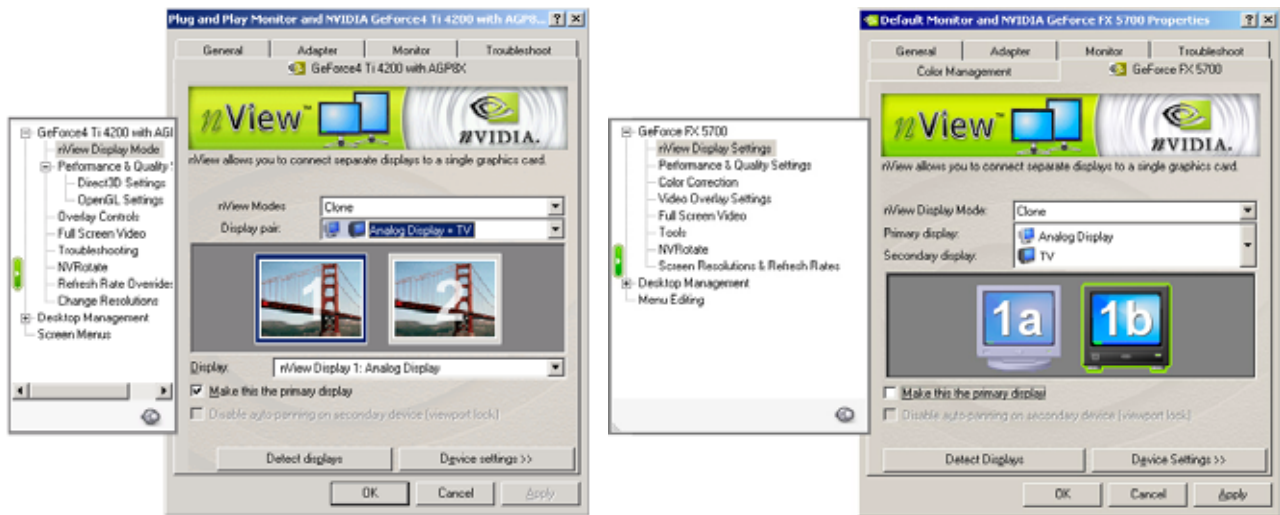 Plug and Play Monitor and NVIDIA GeForce4 Ti 4200 with AGP8...
General
Adapter
Monitor
Troubleshoot
GeForce4 Ti 4200 with AGP8X
nView™
NVIDIA.
nView allows you to connect separate displays to a single graphics card.
nView Modes
Clone
Display pair:
Analog Display + TV
1
2
Display:
nView Display 1: Analog Display
Make this the primary display
Disable auto-panning on secondary device (viewport lock)
Detect displays
Device settings >>
OK
Cancel
Apply
GeForce4 Ti 4200 with AGI
nView Display Mode
Performance & Quality
Direct3D Settings
OpenGL Settings
Overlay Controls
Full Screen Video
Troubleshooting
NVRotate
Refresh Rate Overrides
Change Resolutions
Desktop Management
Screen Menus
GeForce FX 5700
nView Display Settings
Performance & Quality Settings
Color Correction
Video Overlay Settings
Full Screen Video
Tools
NVRotate
Screen Resolutions & Refresh Rates
Desktop Management
Menu Editing
Default Monitor and NVIDIA GeForce FX 5700 Properties
General
Adapter
Monitor
Troubleshoot
Color Management
GeForce FX 5700
nView™
NVIDIA.
nView allows you to connect separate displays to a single graphics card.
nView Display Mode:
Clone
Primary display:
Analog Display
Secondary display:
TV
1a
1b
Make this the primary display
Disable auto-panning on secondary device (viewport lock)
Detect Displays
Device Settings >>
OK
Cancel
Apply